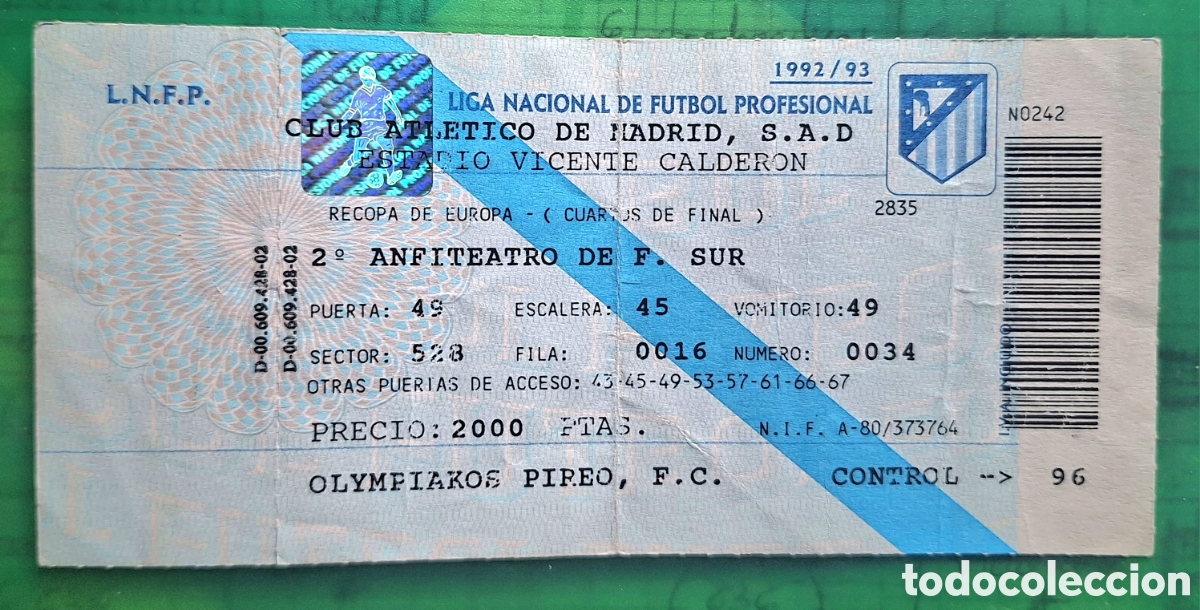 L.N.F.P.
1992/93
LIGA NACIONAL DE FUTBOL PROFESIONAL
CLUB ATLETICO DE MADRID, S.A.D
ESTADIO VICENTE CALDERON
N0242
RECOPA DE EUROPA -( CUARTOS DE FINAL )
2835
2º ANFITEATRO DE F. SUR
D-00.609.428-02
D-00.609.428-02
PUERTA: 49 ESCALERA: 45 VOMITORIO:49
SECTOR: 528 FILA: 0016 NUMERO: 0034
OTRAS PUERTAS DE ACCESO: 43-45-49-53-57-61-66-67
PRECIO: 2000 PTAS. N.I.F. A-80/373764
OLYMPIAKOS PIREO, F.C. CONTROL --> 96
todocoleccion